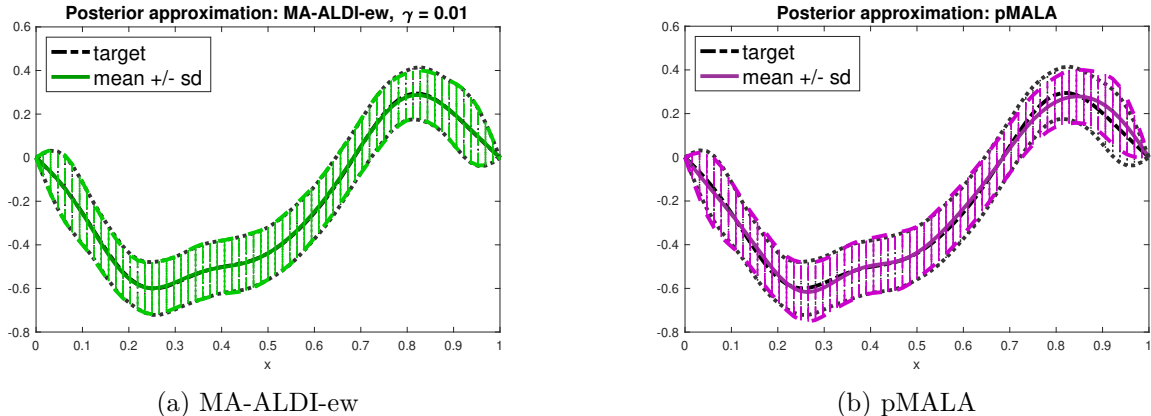 Posterior approximation: MA-ALDI-ew, γ = 0.01
0.6
0.4
0.2
0
-0.2
-0.4
-0.6
-0.8
target
mean +/- sd
0 0.1 0.2 0.3 0.4 0.5 0.6 0.7 0.8 0.9 1
x
(a) MA-ALDI-ew
Posterior approximation: pMALA
0.6
0.4
0.2
0
-0.2
-0.4
-0.6
-0.8
target
mean +/- sd
0 0.1 0.2 0.3 0.4 0.5 0.6 0.7 0.8 0.9 1
x
(b) pMALA